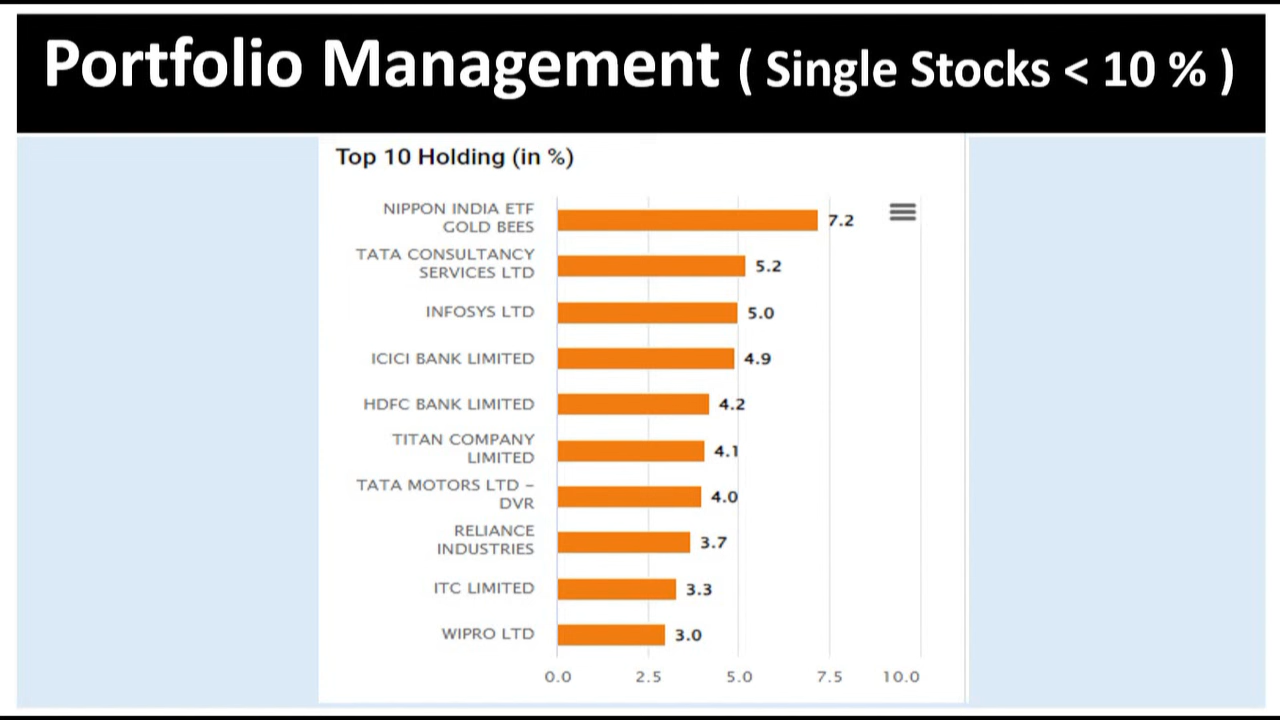 Portfolio Management ( Single Stocks < 10 % )
Top 10 Holding (in %)
NIPPON INDIA ETF
GOLD BEES
7.2
TATA CONSULTANCY
SERVICES LTD
5.2
INFOSYS LTD
5.0
ICICI BANK LIMITED
4.9
HDFC BANK LIMITED
4.2
TITAN COMPANY
LIMITED
4.1
TATA MOTORS LTD –
DVR
4.0
RELIANCE
INDUSTRIES
3.7
ITC LIMITED
3.3
WIPRO LTD
3.0
0.0 2.5 5.0 7.5 10.0